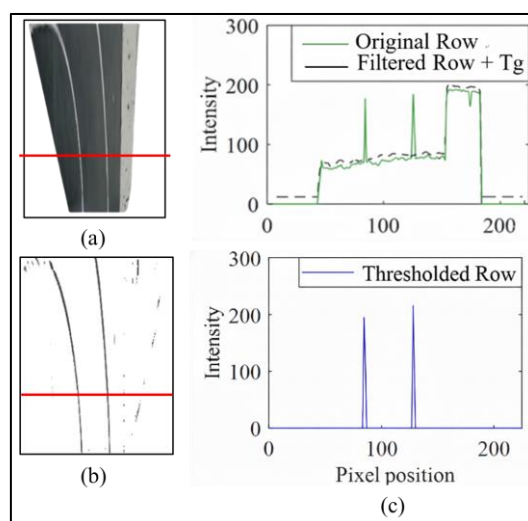 (a)
(b)
Original Row
Filtered Row + Tg
300
200
100
0
Intensity
0
100
200
Thresholded Row
300
200
100
0
Intensity
0
100
200
Pixel position
(c)